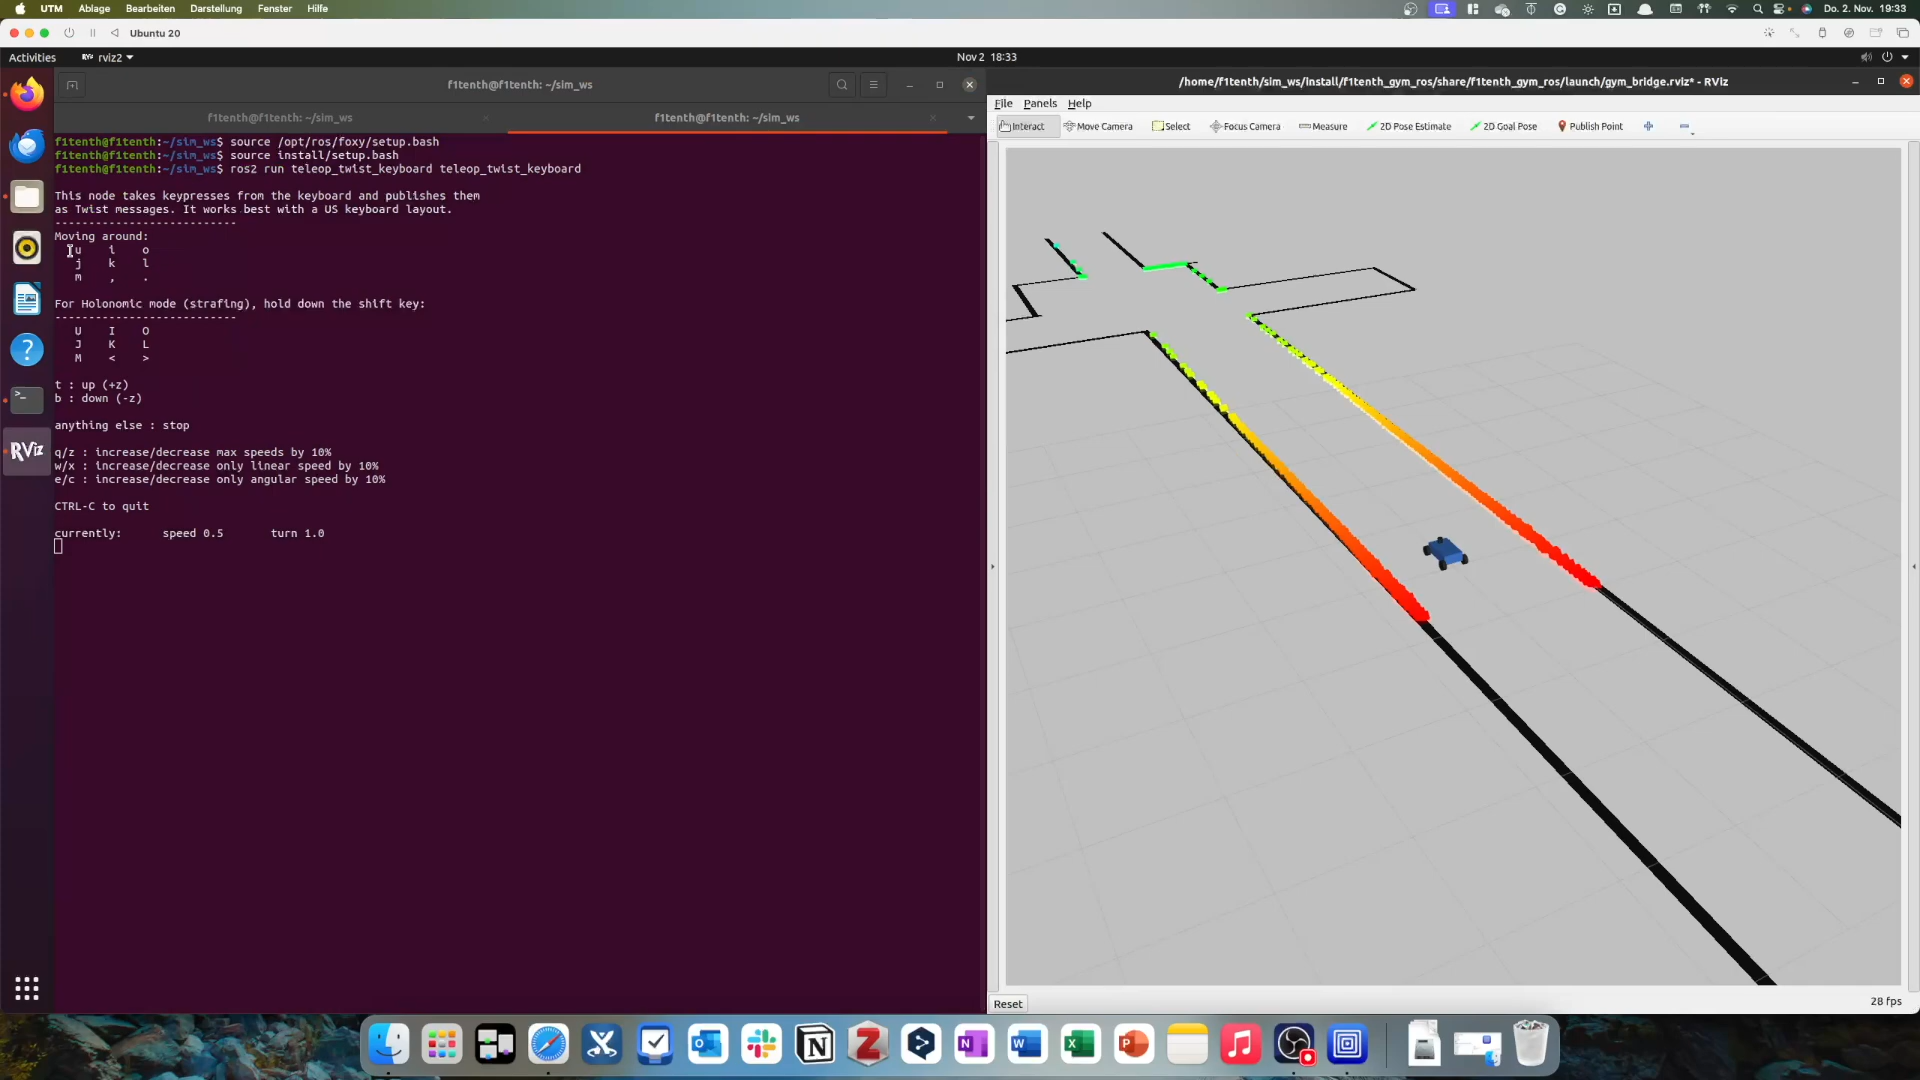 UTM Ablage Bearbeiten Darstellung Fenster Hilfe
Do. 2. Nov. 19:33
Ubuntu 20
Activities
RViz rviz2
Nov 2 18:33
f1tenth@f1tenth: ~/sim_ws
/home/f1tenth/sim_ws/install/f1tenth_gym_ros/share/f1tenth_gym_ros/launch/gym_bridge.rviz* - RViz
File Panels Help
f1tenth@f1tenth: ~/sim_ws
f1tenth@f1tenth: ~/sim_ws
Interact Move Camera Select Focus Camera Measure 2D Pose Estimate 2D Goal Pose Publish Point
f1tenth@f1tenth:~/sim_ws$ source /opt/ros/foxy/setup.bash
f1tenth@f1tenth:~/sim_ws$ source install/setup.bash
f1tenth@f1tenth:~/sim_ws$ ros2 run teleop_twist_keyboard teleop_twist_keyboard
This node takes keypresses from the keyboard and publishes them
as Twist messages. It works best with a US keyboard layout.
---------------------------
Moving around:
u i o
j k l
m , .
For Holonomic mode (strafing), hold down the shift key:
---------------------------
U I O
J K L
M < >
t : up (+z)
b : down (-z)
anything else : stop
q/z : increase/decrease max speeds by 10%
w/x : increase/decrease only linear speed by 10%
e/c : increase/decrease only angular speed by 10%
CTRL-C to quit
currently: speed 0.5 turn 1.0
RViz
Reset
28 fps